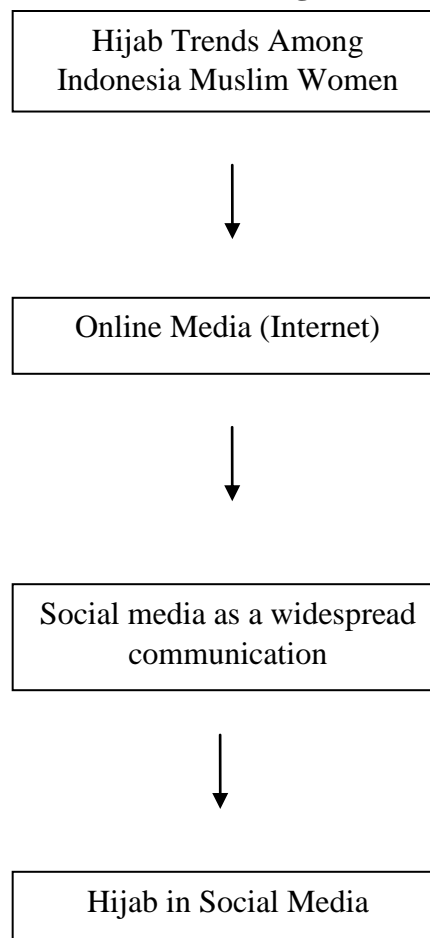 Hijab Trends Among
Indonesia Muslim Women
Online Media (Internet)
Social media as a widespread
communication
Hijab in Social Media